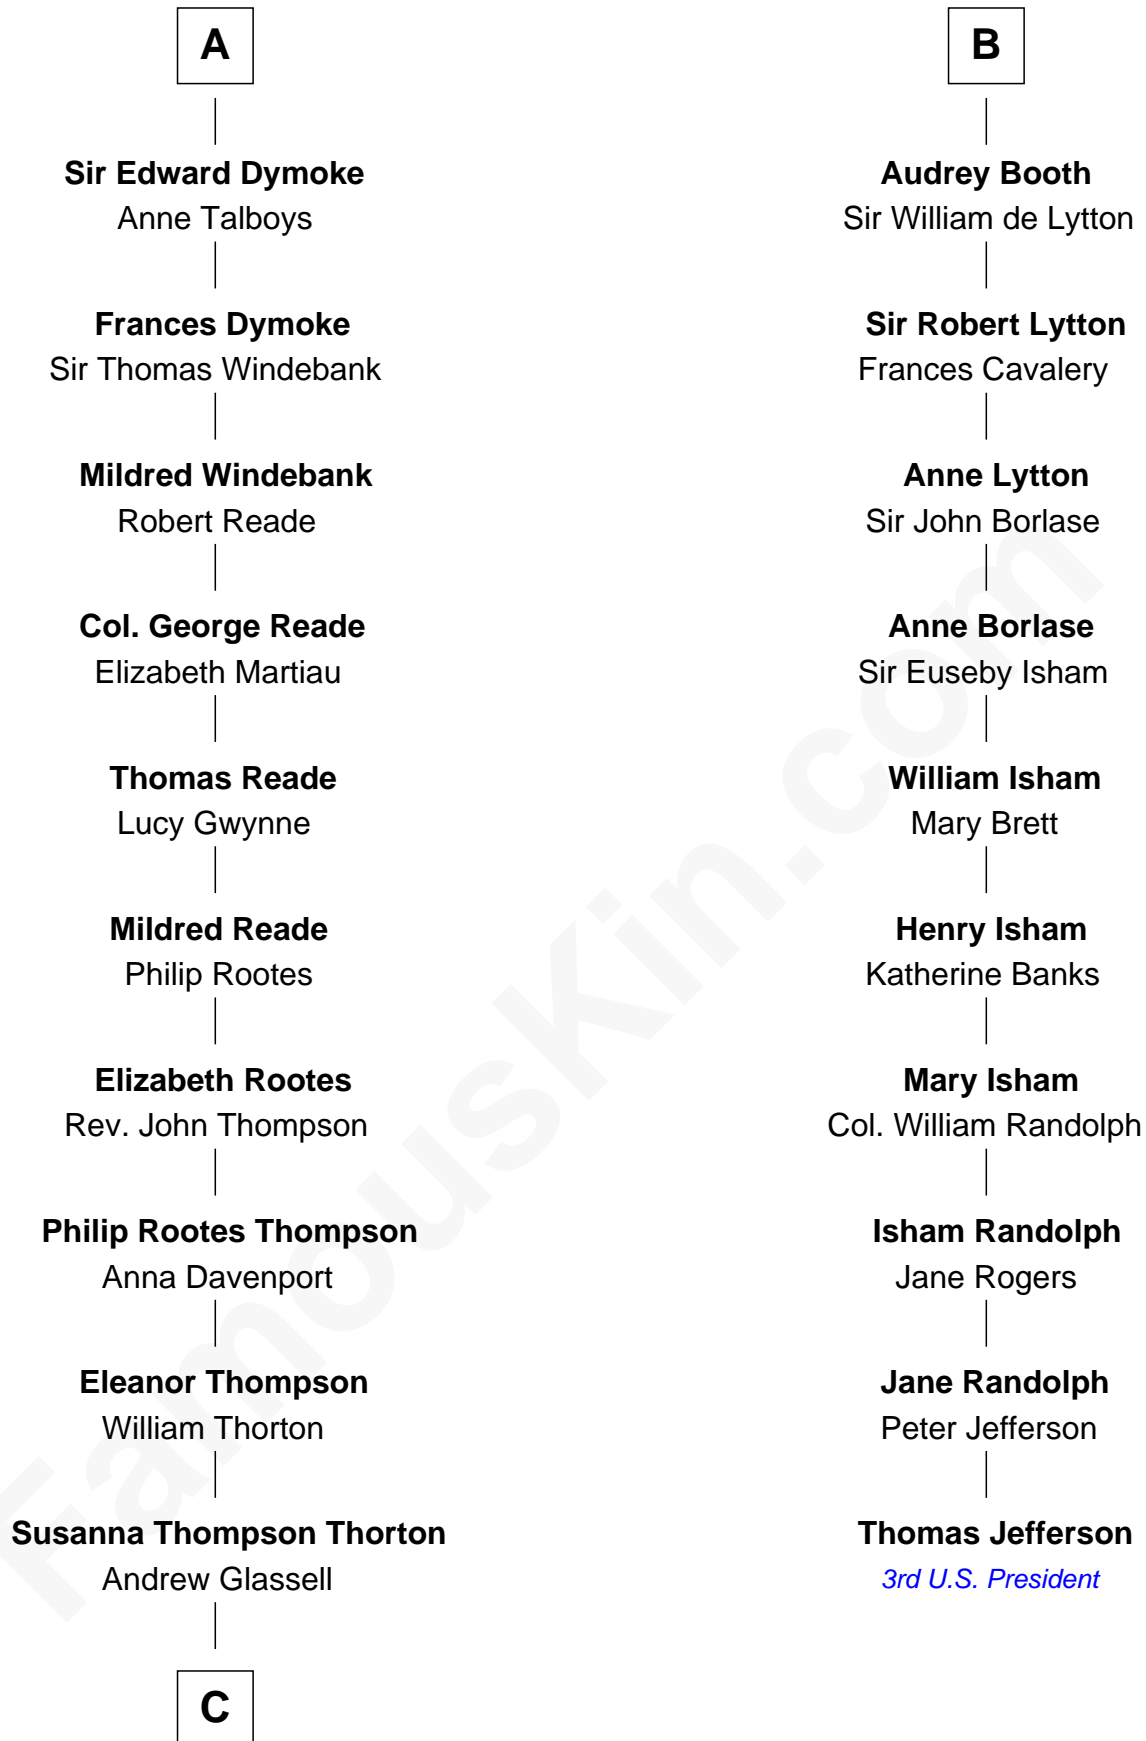 A
Sir Edward Dymoke
Anne Talboys
Frances Dymoke
Sir Thomas Windebank
Mildred Windebank
Robert Reade
Col. George Reade
Elizabeth Martiau
Thomas Reade
Lucy Gwynne
Mildred Reade
Philip Rootes
Elizabeth Rootes
Rev. John Thompson
Philip Rootes Thompson
Anna Davenport
Eleanor Thompson
William Thorton
Susanna Thompson Thorton
Andrew Glassell
C
B
Audrey Booth
Sir William de Lytton
Sir Robert Lytton
Frances Cavalery
Anne Lytton
Sir John Borlase
Anne Borlase
Sir Euseby Isham
William Isham
Mary Brett
Henry Isham
Katherine Banks
Mary Isham
Col. William Randolph
Isham Randolph
Jane Rogers
Jane Randolph
Peter Jefferson
Thomas Jefferson
3rd U.S. President
FamousKin.com